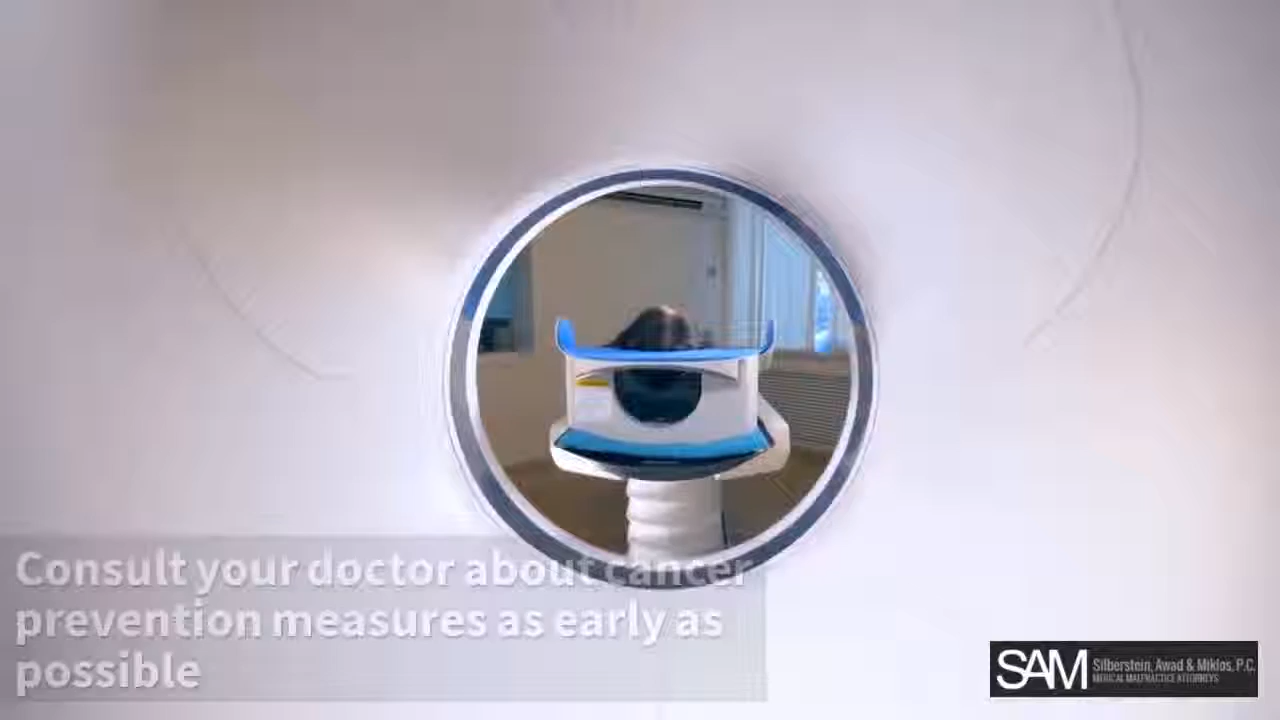 Consult your doctor about cancer
prevention measures as early as
possible
SAM
Silberstein, Awad & Miklos, P.C.
MEDICAL MALPRACTICE ATTORNEYS